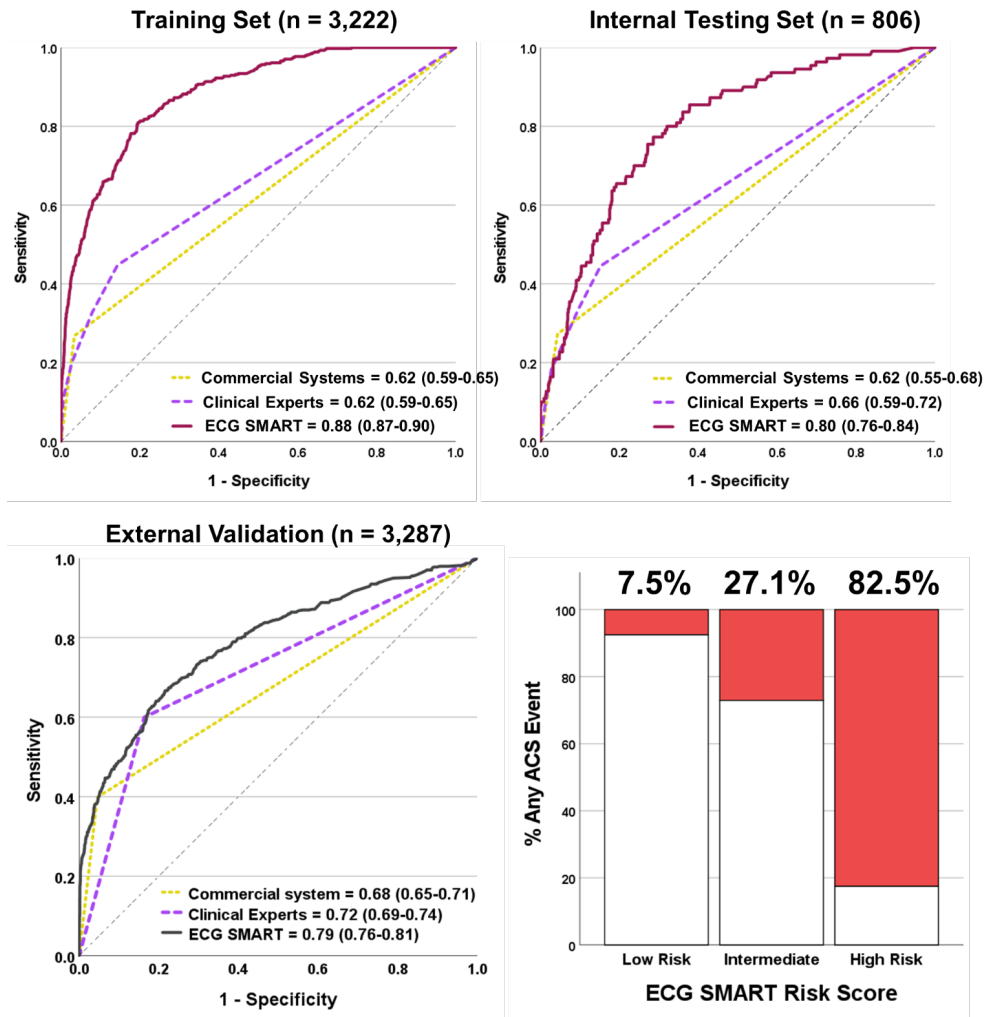 Training Set (n = 3,222)
1.0
0.8
0.6
0.4
0.2
0.0
Sensitivity
Commercial Systems = 0.62 (0.59-0.65)
Clinical Experts = 0.62 (0.59-0.65)
ECG SMART = 0.88 (0.87-0.90)
0.0 0.2 0.4 0.6 0.8 1.0
1 - Specificity
Internal Testing Set (n = 806)
1.0
0.8
0.6
0.4
0.2
0.0
Sensitivity
Commercial Systems = 0.62 (0.55-0.68)
Clinical Experts = 0.66 (0.59-0.72)
ECG SMART = 0.80 (0.76-0.84)
0.0 0.2 0.4 0.6 0.8 1.0
1 - Specificity
External Validation (n = 3,287)
1.0
0.8
0.6
0.4
0.2
0.0
Sensitivity
Commercial system = 0.68 (0.65-0.71)
Clinical Experts = 0.72 (0.69-0.74)
ECG SMART = 0.79 (0.76-0.81)
0.0 0.2 0.4 0.6 0.8 1.0
1 - Specificity
7.5% 27.1% 82.5%
100
80
60
40
20
0
% Any ACS Event
Low Risk Intermediate High Risk
ECG SMART Risk Score